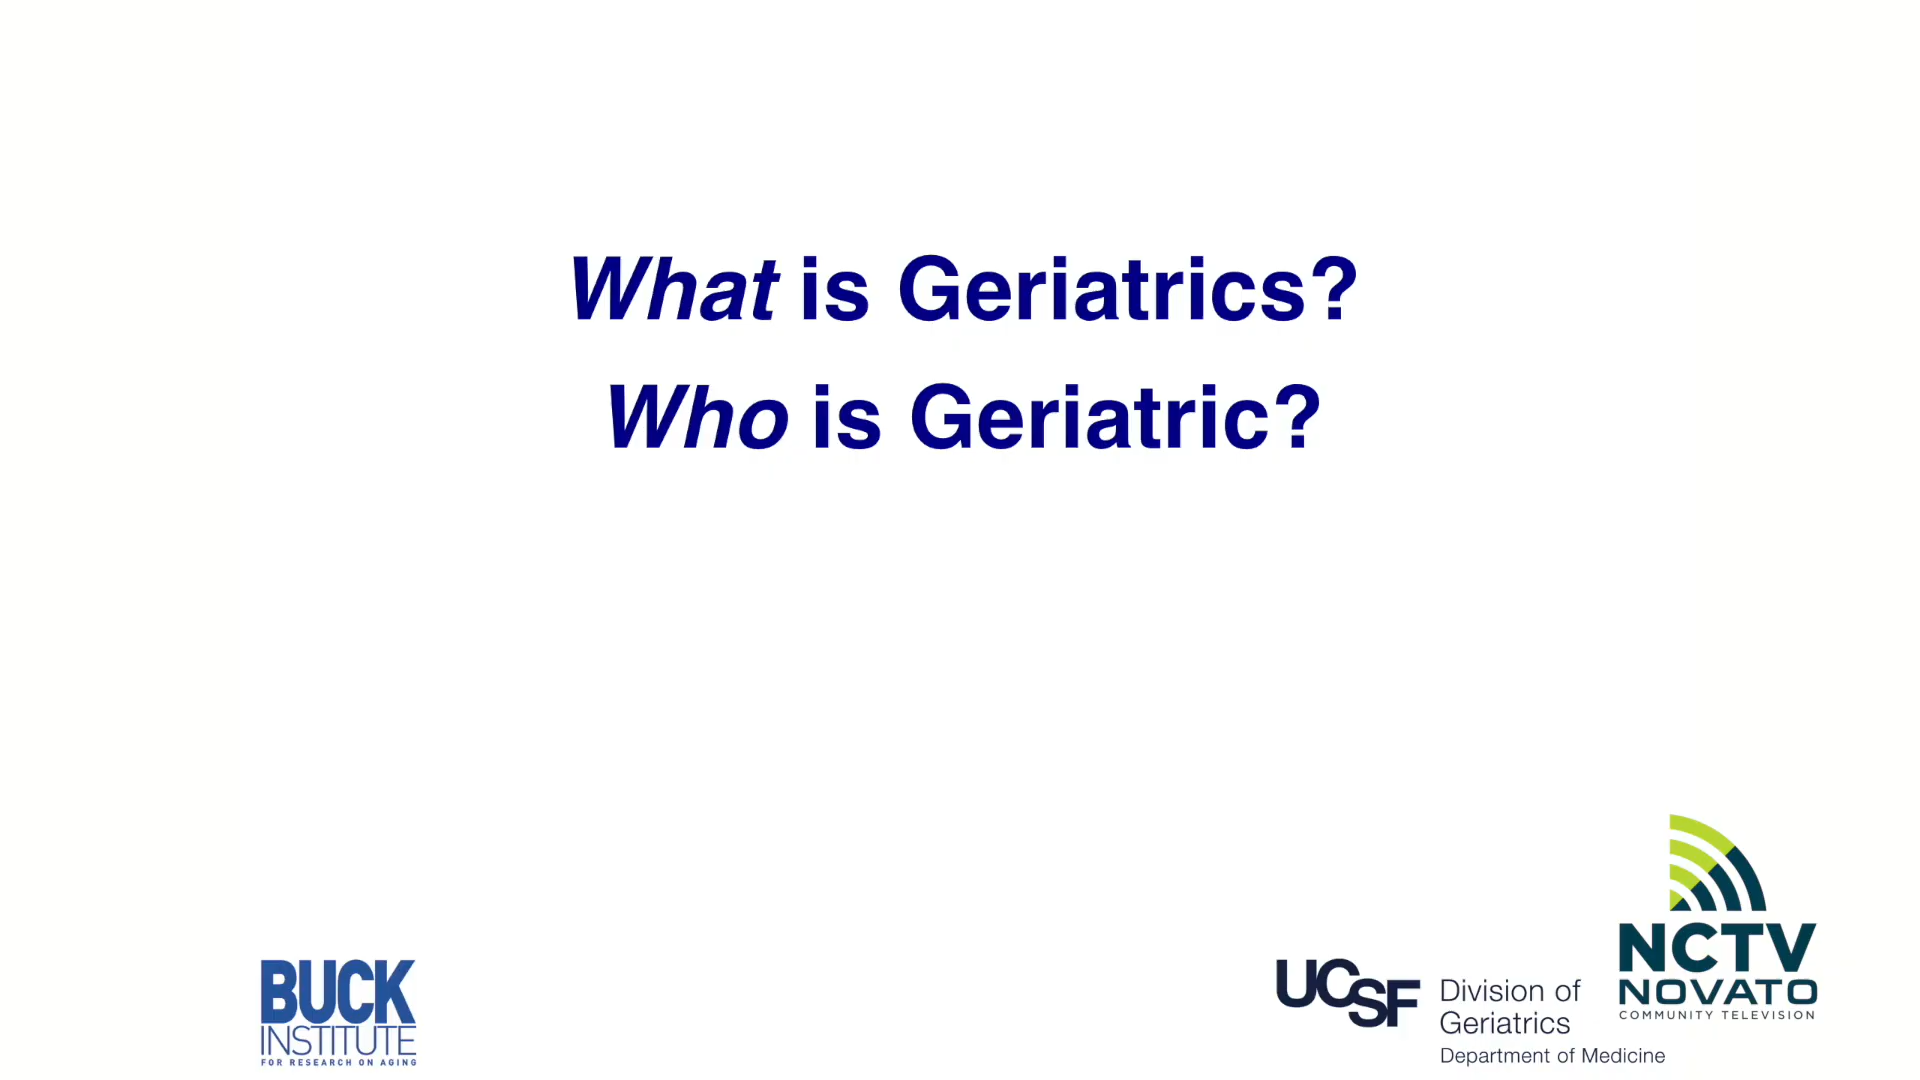 What is Geriatrics?
Who is Geriatric?
BUCK
INSTITUTE
FOR RESEARCH ON AGING
UCSF
Division of
Geriatrics
Department of Medicine
NCTV
NOVATO
COMMUNITY TELEVISION